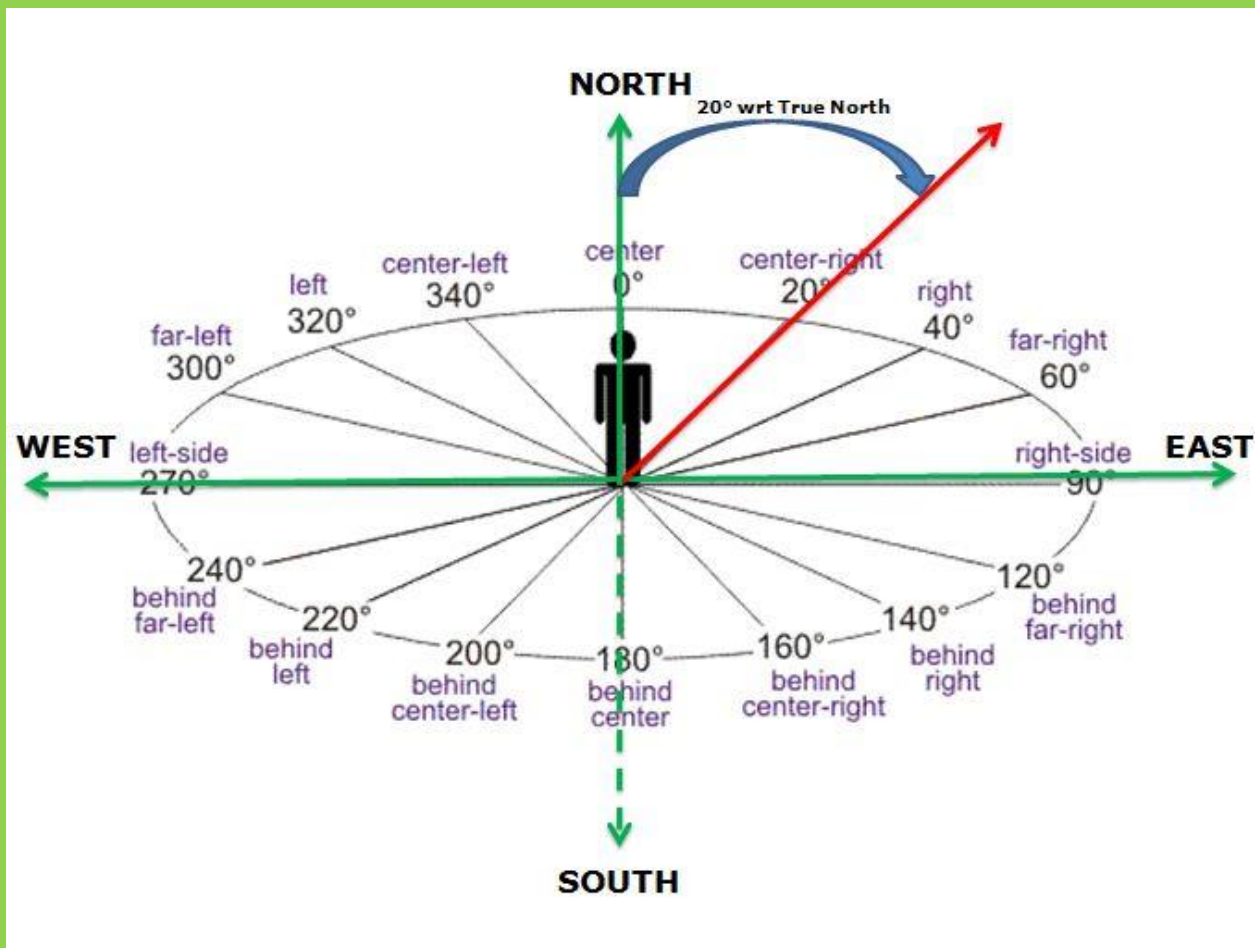 NORTH
20° wrt True North
center
0°
center-left
340°
center-right
20°
left
320°
right
40°
far-left
300°
far-right
60°
WEST
left-side
270°
right-side
90°
EAST
240°
behind
far-left
120°
behind
far-right
220°
behind
left
140°
behind
right
200°
behind
center-left
160°
behind
center-right
180°
behind
center
SOUTH